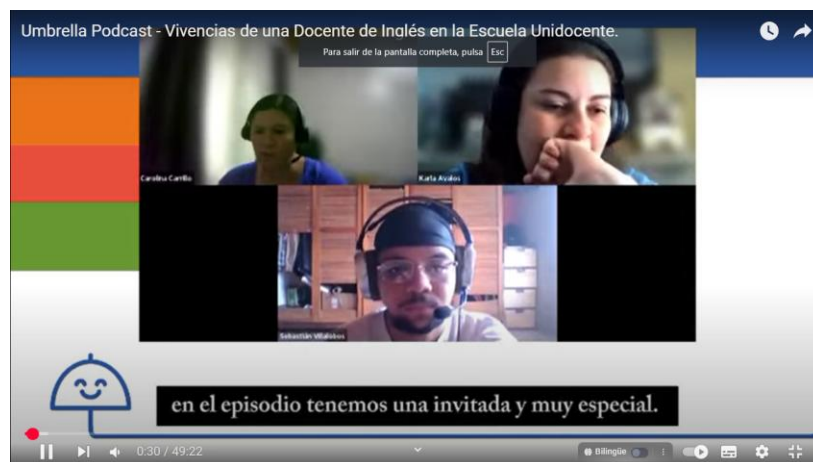 Umbrella Podcast - Vivencias de una Docente de Inglés en la Escuela Unidocente.
Para salir de la pantalla completa, pulsa Esc
Carolina Carrillo
Karla Avalos
Sebastián Villalobos
en el episodio tenemos una invitada y muy especial.
0:30 / 49:22
Bilingüe